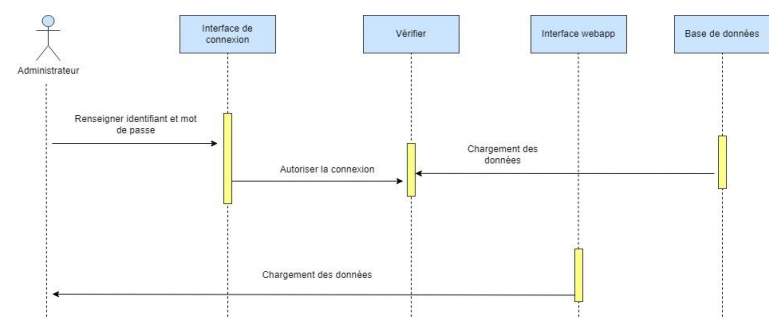 Interface de
connexion
Vérifier
Interface webapp
Base de données
Administrateur
Renseigner identifiant et mot
de passe
Chargement des
données
Autoriser la connexion
Chargement des données